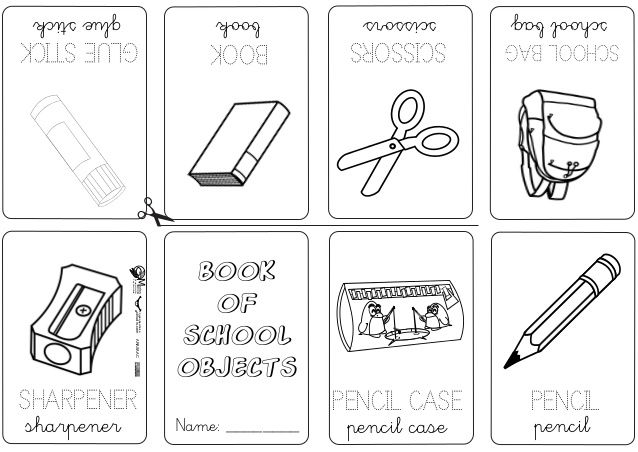 glue stick
GLUE STICK
book
BOOK
scissors
SCISSORS
school bag
SCHOOL BAG
SHARPENER
sharpener
BOOK
OF
SCHOOL
OBJECTS
Name: ___________
PENCIL CASE
pencil case
PENCIL
pencil